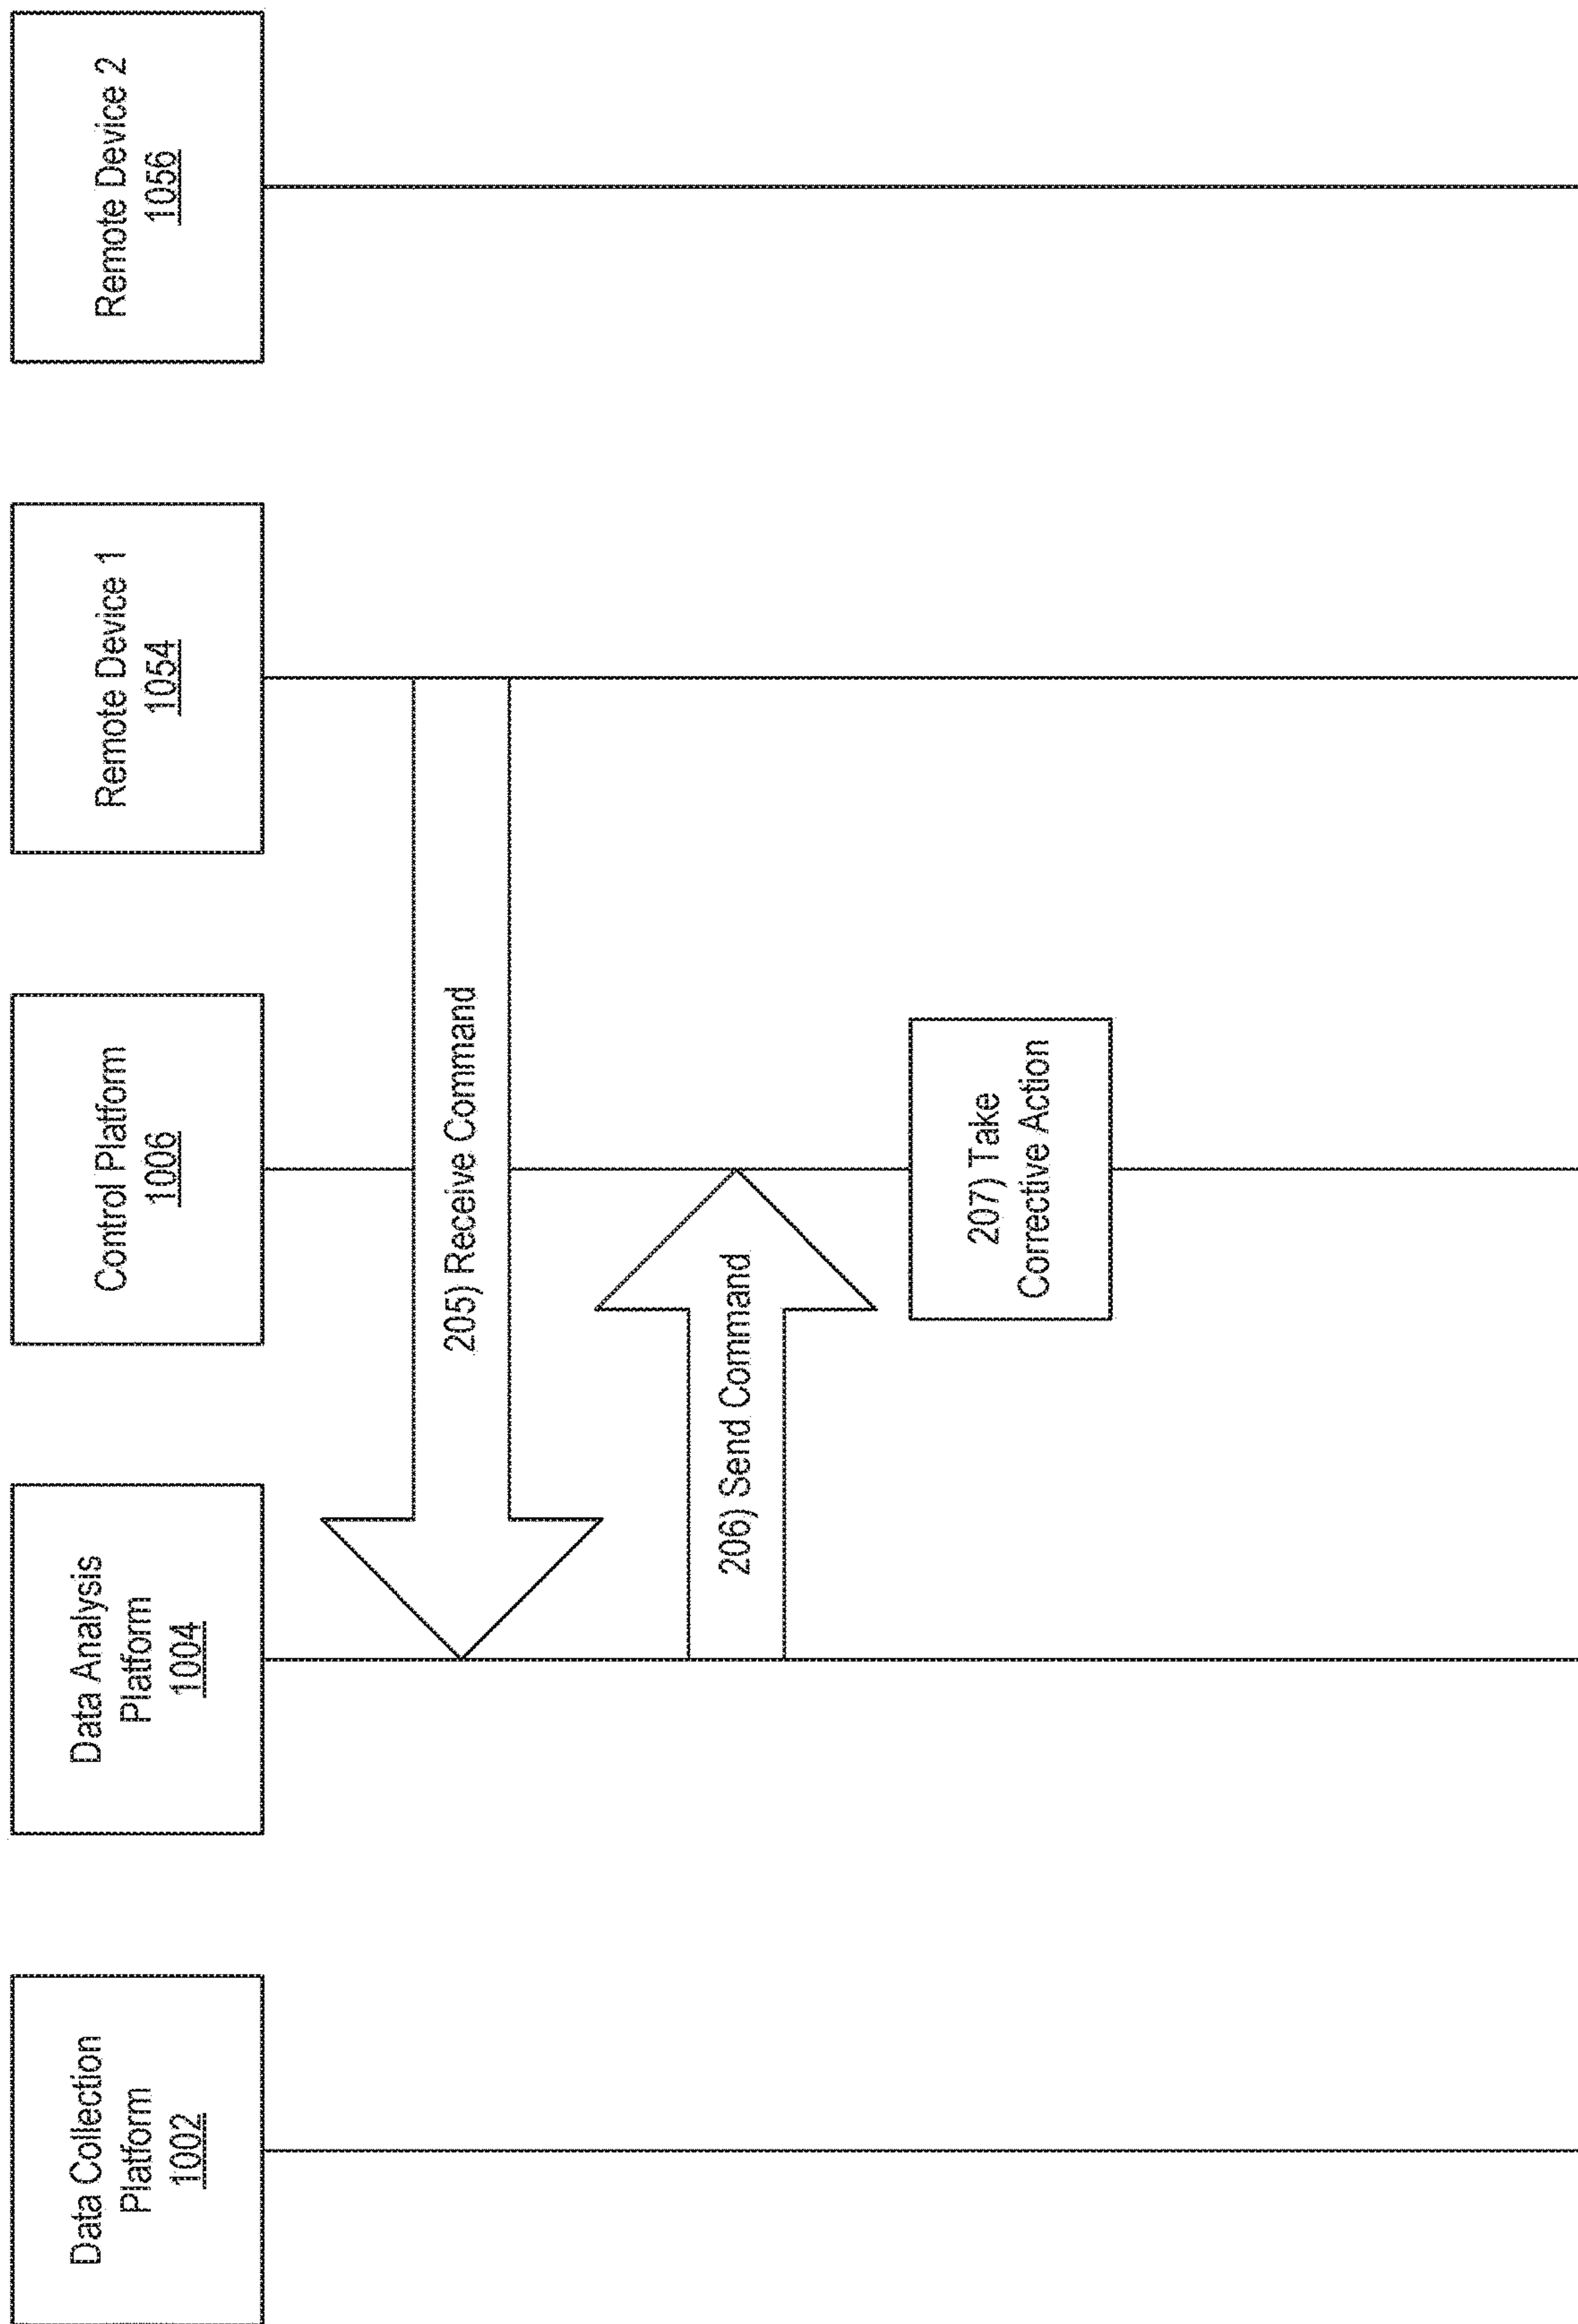 Data Collection
Platform
1002
Data Analysis
Platform
1004
Control Platform
1006
Remote Device 1
1054
Remote Device 2
1056
205) Receive Command
206) Send Command
207) Take
Corrective Action